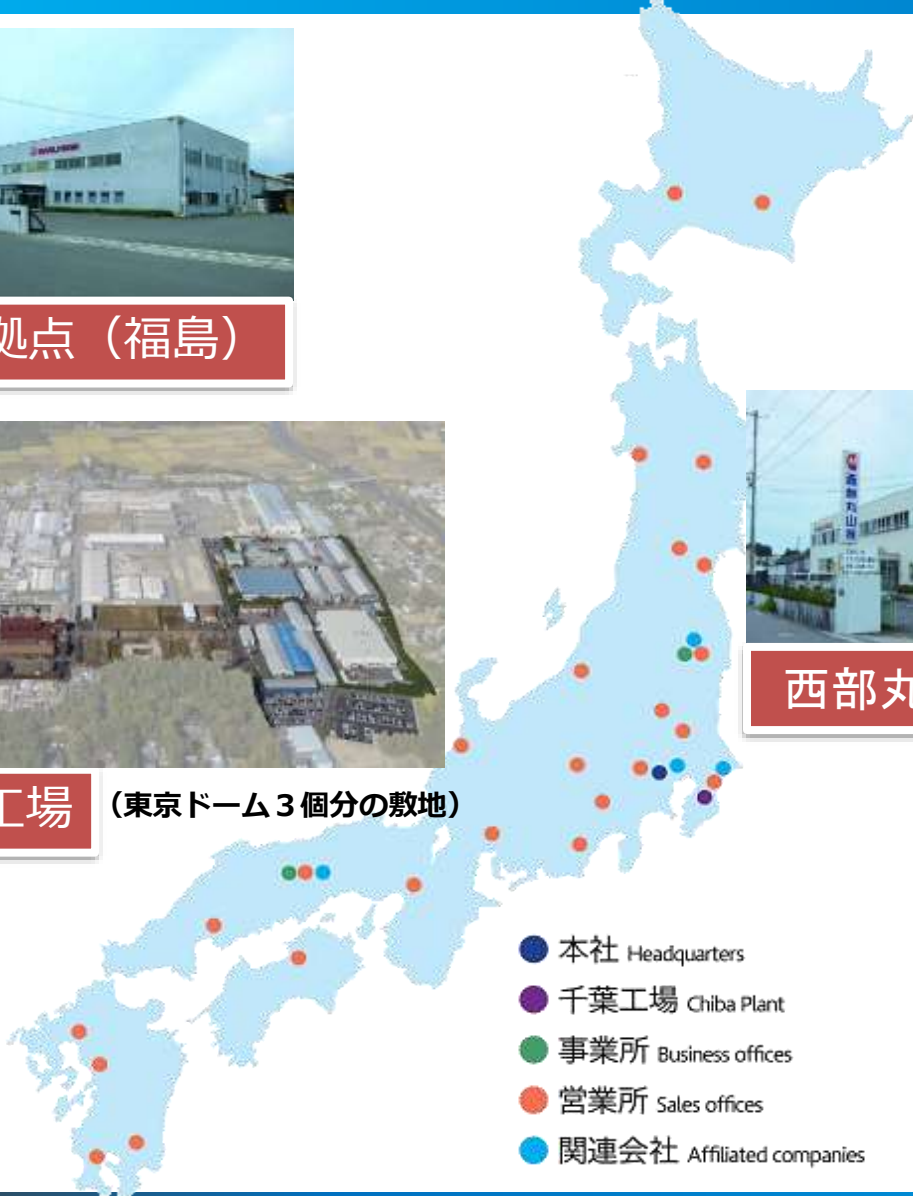 拠点（福島）
西部丸
工場
（東京ドーム３個分の敷地）
本社 Headquarters
千葉工場 Chiba Plant
事業所 Business offices
営業所 Sales offices
関連会社 Affiliated companies